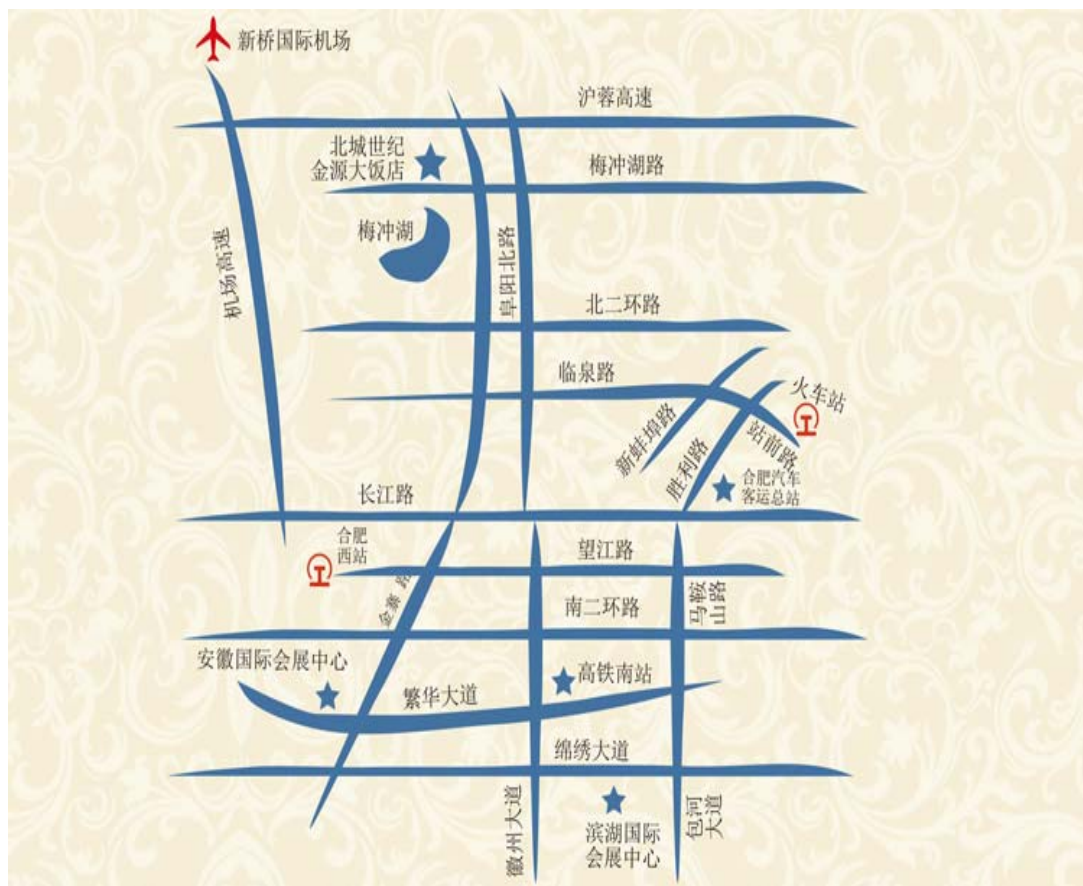 新桥国际机场
沪蓉高速
北城世纪
金源大饭店
梅冲湖路
梅冲湖
机场高速
阜阳北路
北二环路
临泉路
火车站
新蚌埠路
胜利路
站前路
合肥汽车
客运总站
长江路
合肥
西站
望江路
金寨路
南二环路
马鞍
山路
安徽国际会展中心
高铁南站
繁华大道
绵绣大道
徽州大道
包河
大道
滨湖国际
会展中心